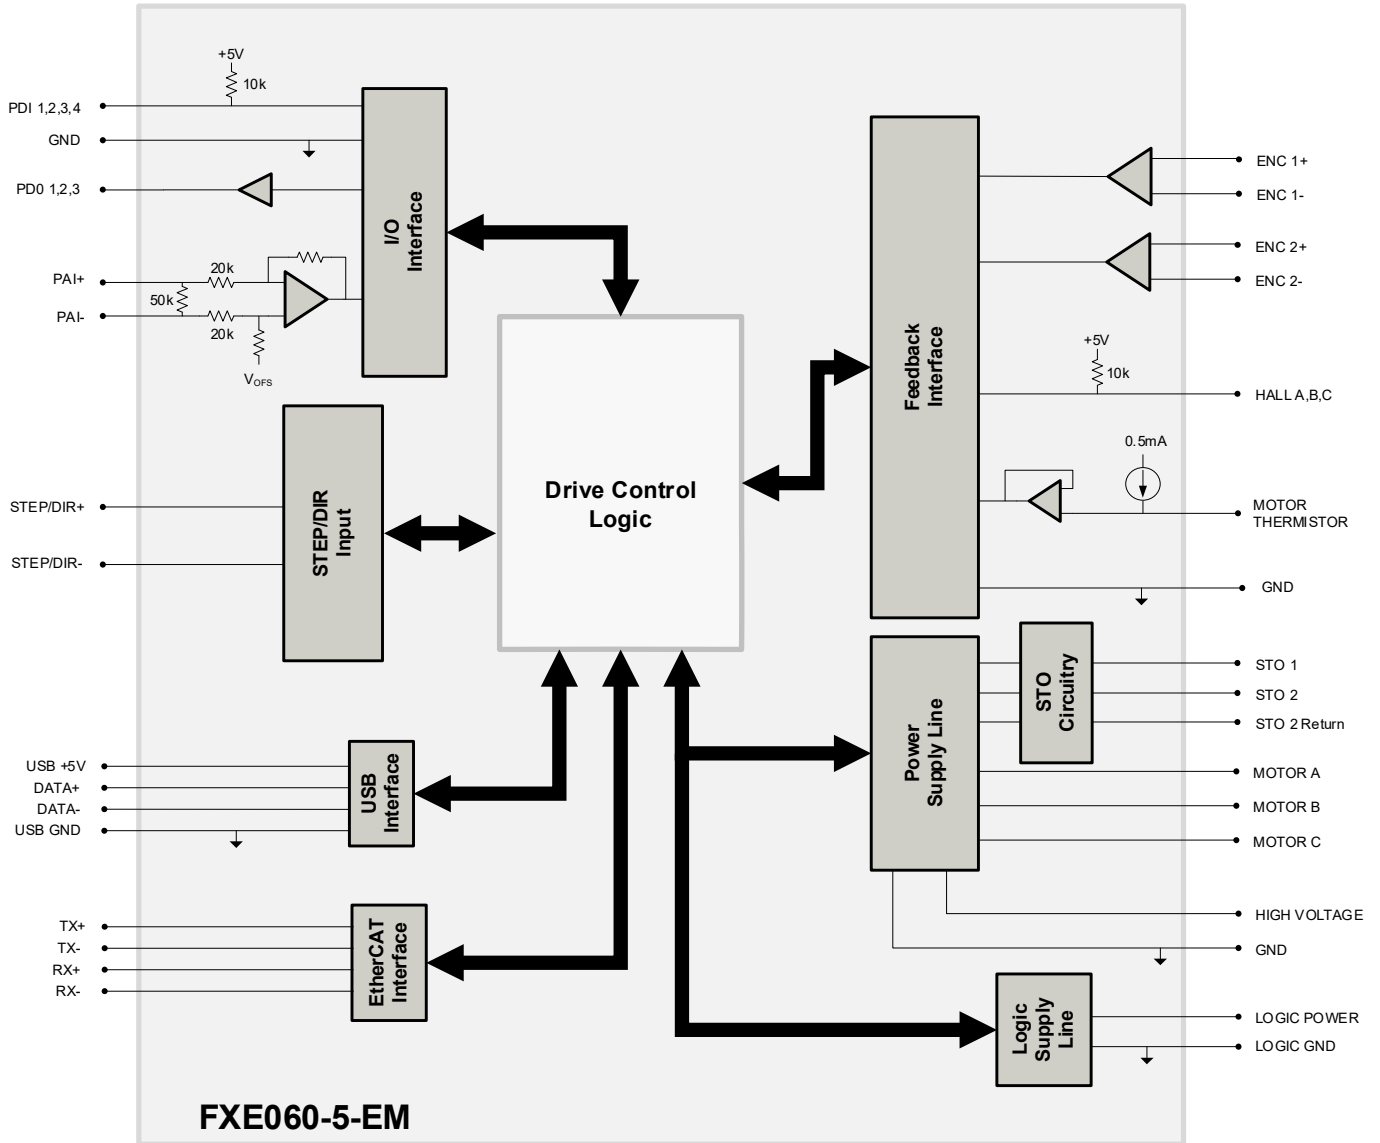 +5V
10k
PDI 1,2,3,4
GND
PD0 1,2,3
PAI+
20k
50k
PAI-
20k
VOFS
I/O
Interface
STEP/DIR+
STEP/DIR-
STEP/DIR
Input
Drive Control
Logic
USB +5V
DATA+
DATA-
USB GND
USB
Interface
TX+
TX-
RX+
RX-
EtherCAT
Interface
Feedback
Interface
ENC 1+
ENC 1-
ENC 2+
ENC 2-
+5V
10k
HALL A,B,C
0.5mA
MOTOR
THERMISTOR
GND
Power
Supply Line
STO
Circuitry
STO 1
STO 2
STO 2 Return
MOTOR A
MOTOR B
MOTOR C
HIGH VOLTAGE
GND
Logic
Supply
Line
LOGIC POWER
LOGIC GND
FXE060-5-EM